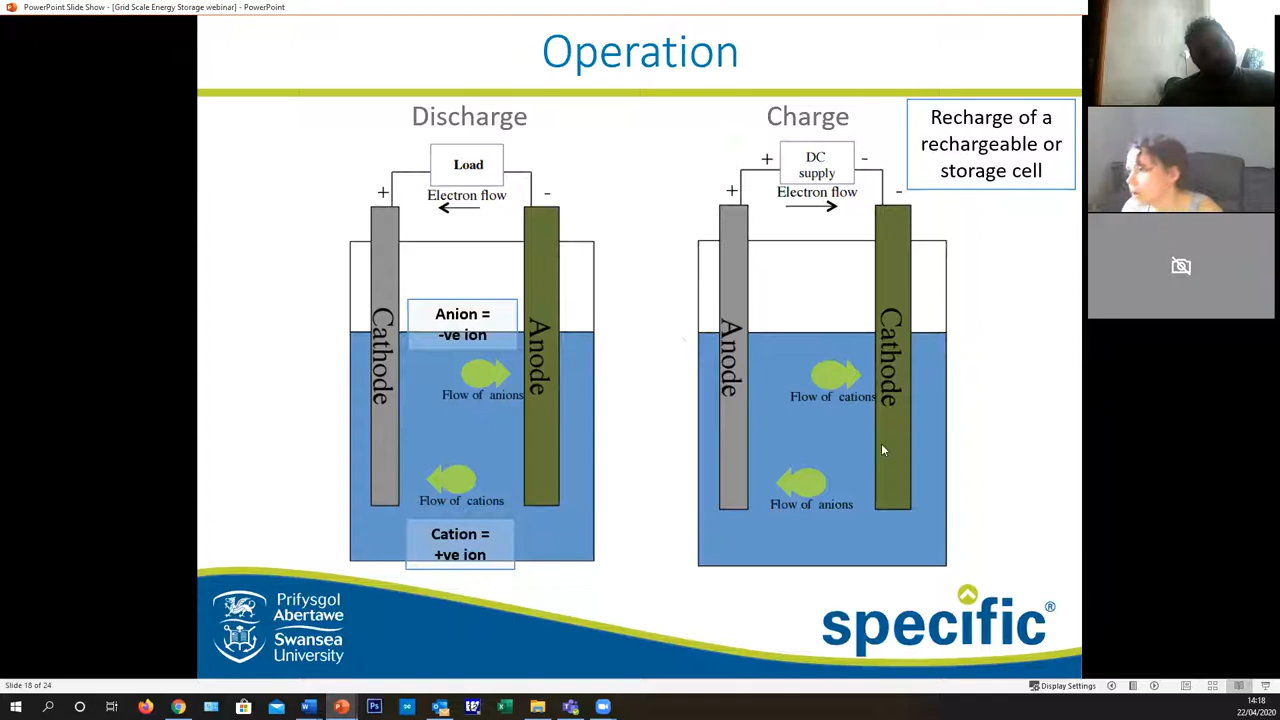 PowerPoint Slide Show - [Grid Scale Energy Storage webinar] - PowerPoint
Operation
Discharge
Load
+
-
Electron flow
Cathode
Anode
Anion =
-ve ion
Flow of anions
Flow of cations
Cation =
+ve ion
Charge
DC
supply
+
-
+
-
Electron flow
Anode
Cathode
Flow of cations
Flow of anions
Recharge of a
rechargeable or
storage cell
Prifysgol
Abertawe
Swansea
University
specific®
Slide 18 of 24
Display Settings
14:18
22/04/2020